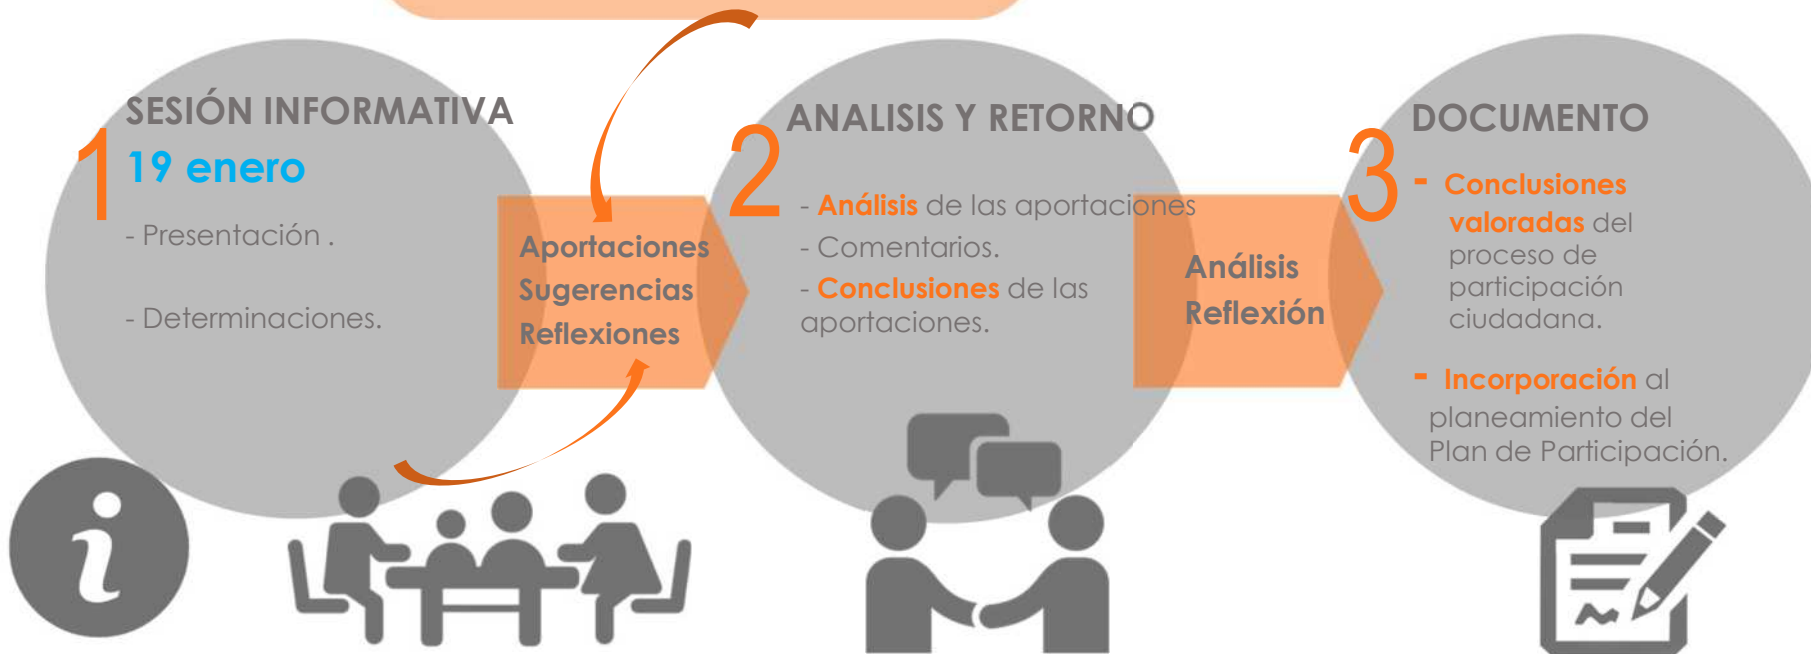 1
SESIÓN INFORMATIVA
19 enero
- Presentación .
- Determinaciones.
Aportaciones
Sugerencias
Reflexiones
2
ANALISIS Y RETORNO
- Análisis de las aportaciones
- Comentarios.
- Conclusiones de las
aportaciones.
Análisis
Reflexión
3
DOCUMENTO
- Conclusiones
valoradas del
proceso de
participación
ciudadana.
- Incorporación al
planeamiento del
Plan de Participación.
i